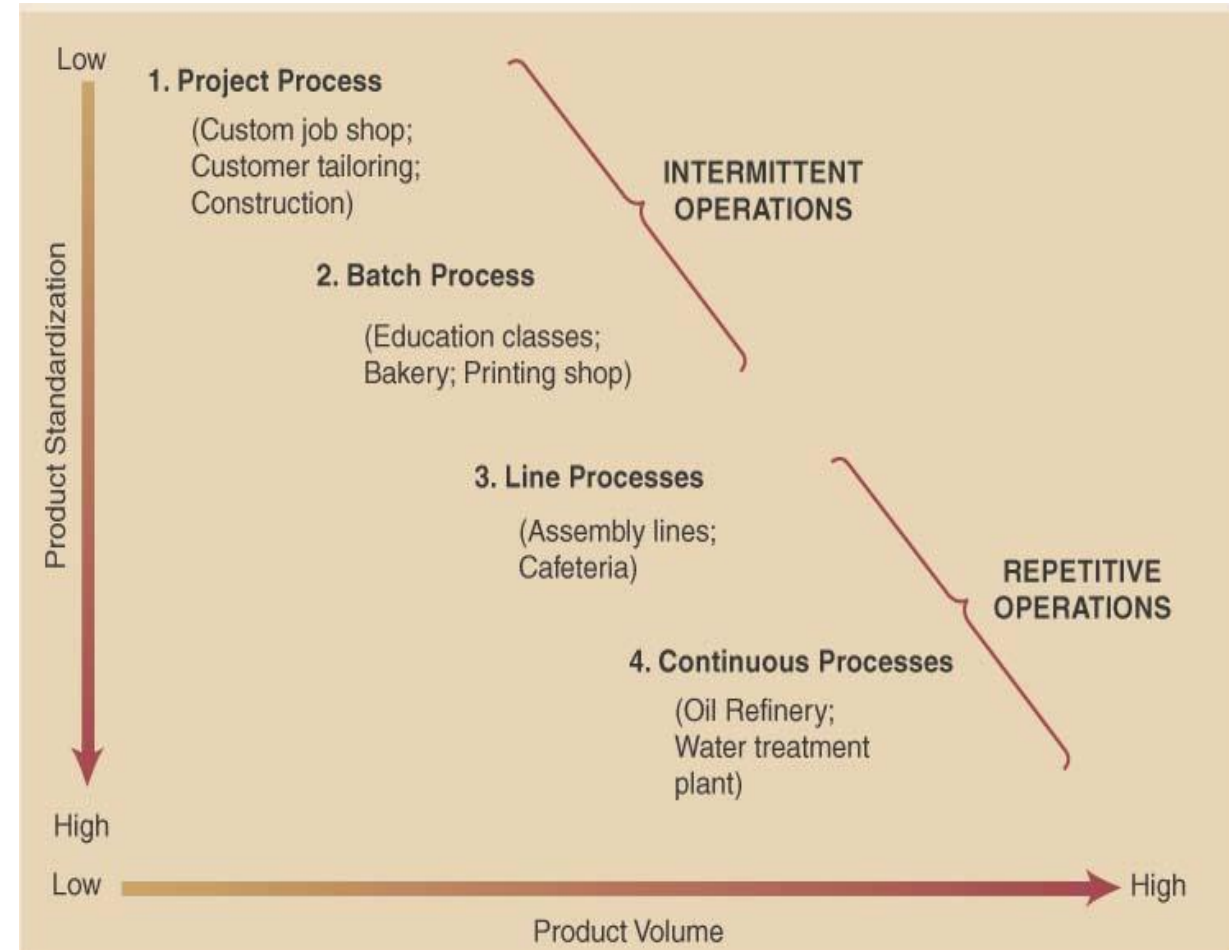 Low
1. Project Process
(Custom job shop;
Customer tailoring;
Construction)
INTERMITTENT
OPERATIONS
2. Batch Process
(Education classes;
Bakery; Printing shop)
Product Standardization
3. Line Processes
(Assembly lines;
Cafeteria)
REPETITIVE
OPERATIONS
4. Continuous Processes
(Oil Refinery;
Water treatment
plant)
High
Low
High
Product Volume